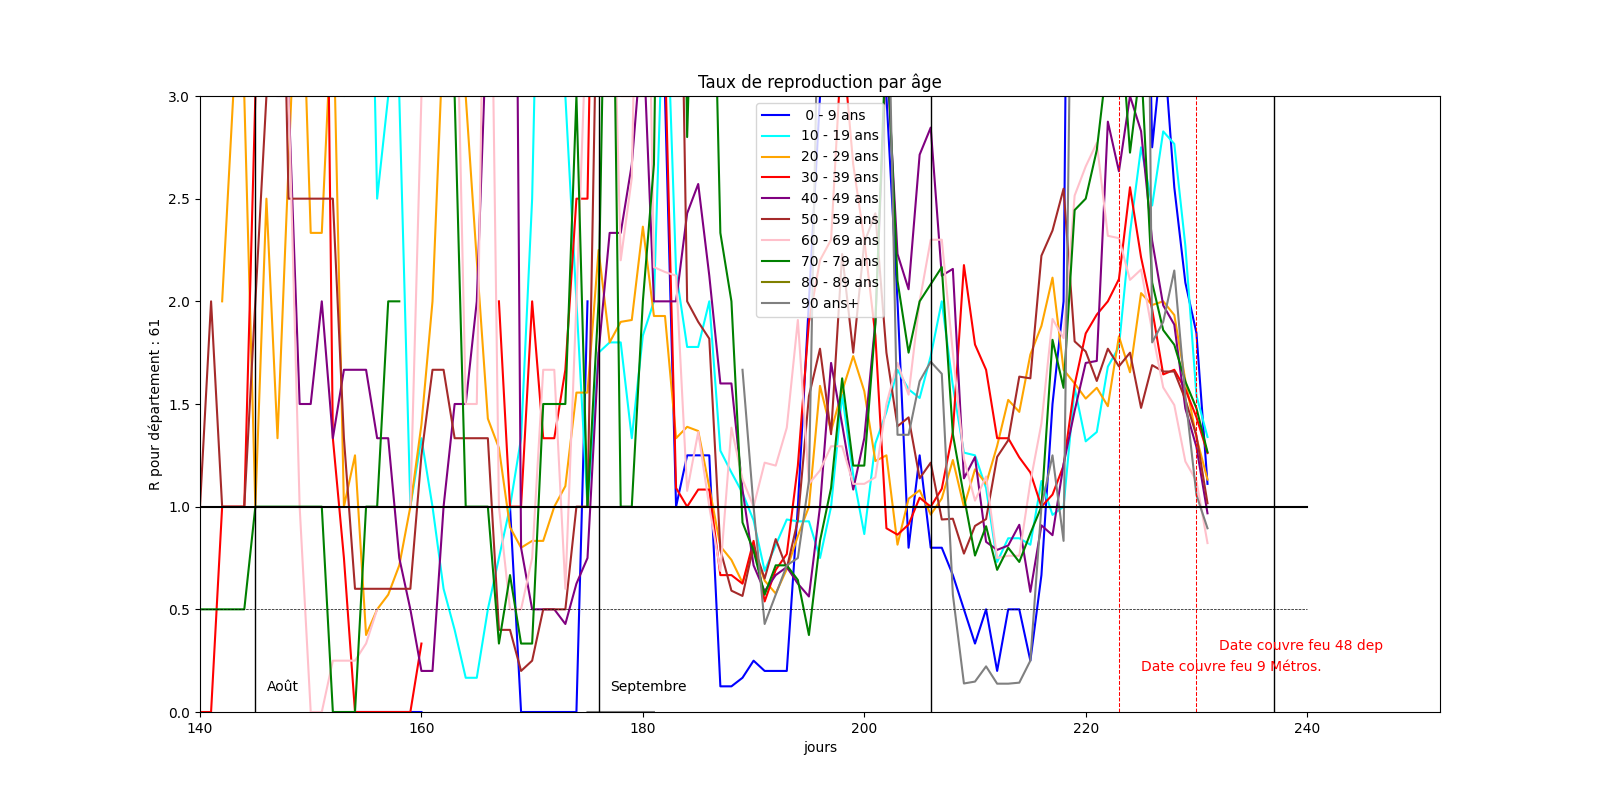 Taux de reproduction par âge
R pour département : 61
3.0
2.5
2.0
1.5
1.0
0.5
0.0
0 - 9 ans
10 - 19 ans
20 - 29 ans
30 - 39 ans
40 - 49 ans
50 - 59 ans
60 - 69 ans
70 - 79 ans
80 - 89 ans
90 ans+
Date couvre feu 48 dep
Date couvre feu 9 Métros.
Août
Septembre
140
160
180
200
220
240
jours